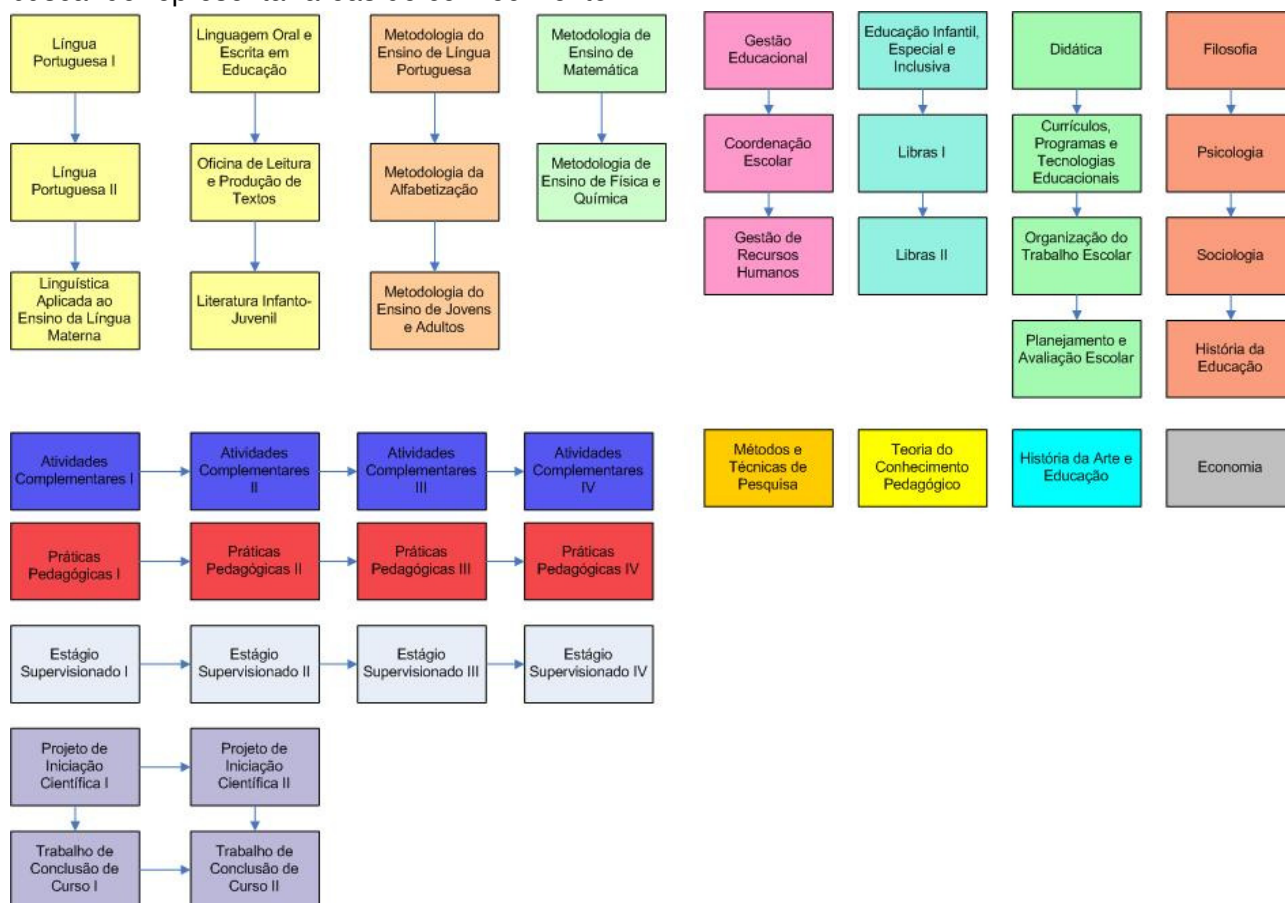 Língua
Portuguesa I
Linguagem Oral e
Escrita em
Educação
Metodologia do
Ensino de Língua
Portuguesa
Metodologia de
Ensino de
Matemática
Gestão
Educacional
Educação Infantil,
Especial e
Inclusiva
Didática
Filosofia
Língua
Portuguesa II
Oficina de Leitura
e Produção de
Textos
Metodologia da
Alfabetização
Metodologia de
Ensino de Física e
Química
Coordenação
Escolar
Libras I
Currículos,
Programas e
Tecnologias
Educacionais
Psicologia
Linguística
Aplicada ao
Ensino da Língua
Materna
Literatura Infanto-
Juvenil
Metodologia do
Ensino de Jovens
e Adultos
Gestão de
Recursos
Humanos
Libras II
Organização do
Trabalho Escolar
Sociologia
Planejamento e
Avaliação Escolar
História da
Educação
Atividades
Complementares I
Atividades
Complementares
II
Atividades
Complementares
III
Atividades
Complementares
IV
Métodos e
Técnicas de
Pesquisa
Teoria do
Conhecimento
Pedagógico
História da Arte e
Educação
Economia
Práticas
Pedagógicas I
Práticas
Pedagógicas II
Práticas
Pedagógicas III
Práticas
Pedagógicas IV
Estágio
Supervisionado I
Estágio
Supervisionado II
Estágio
Supervisionado III
Estágio
Supervisionado IV
Projeto de
Iniciação
Científica I
Projeto de
Iniciação
Científica II
Trabalho de
Conclusão de
Curso I
Trabalho de
Conclusão de
Curso II